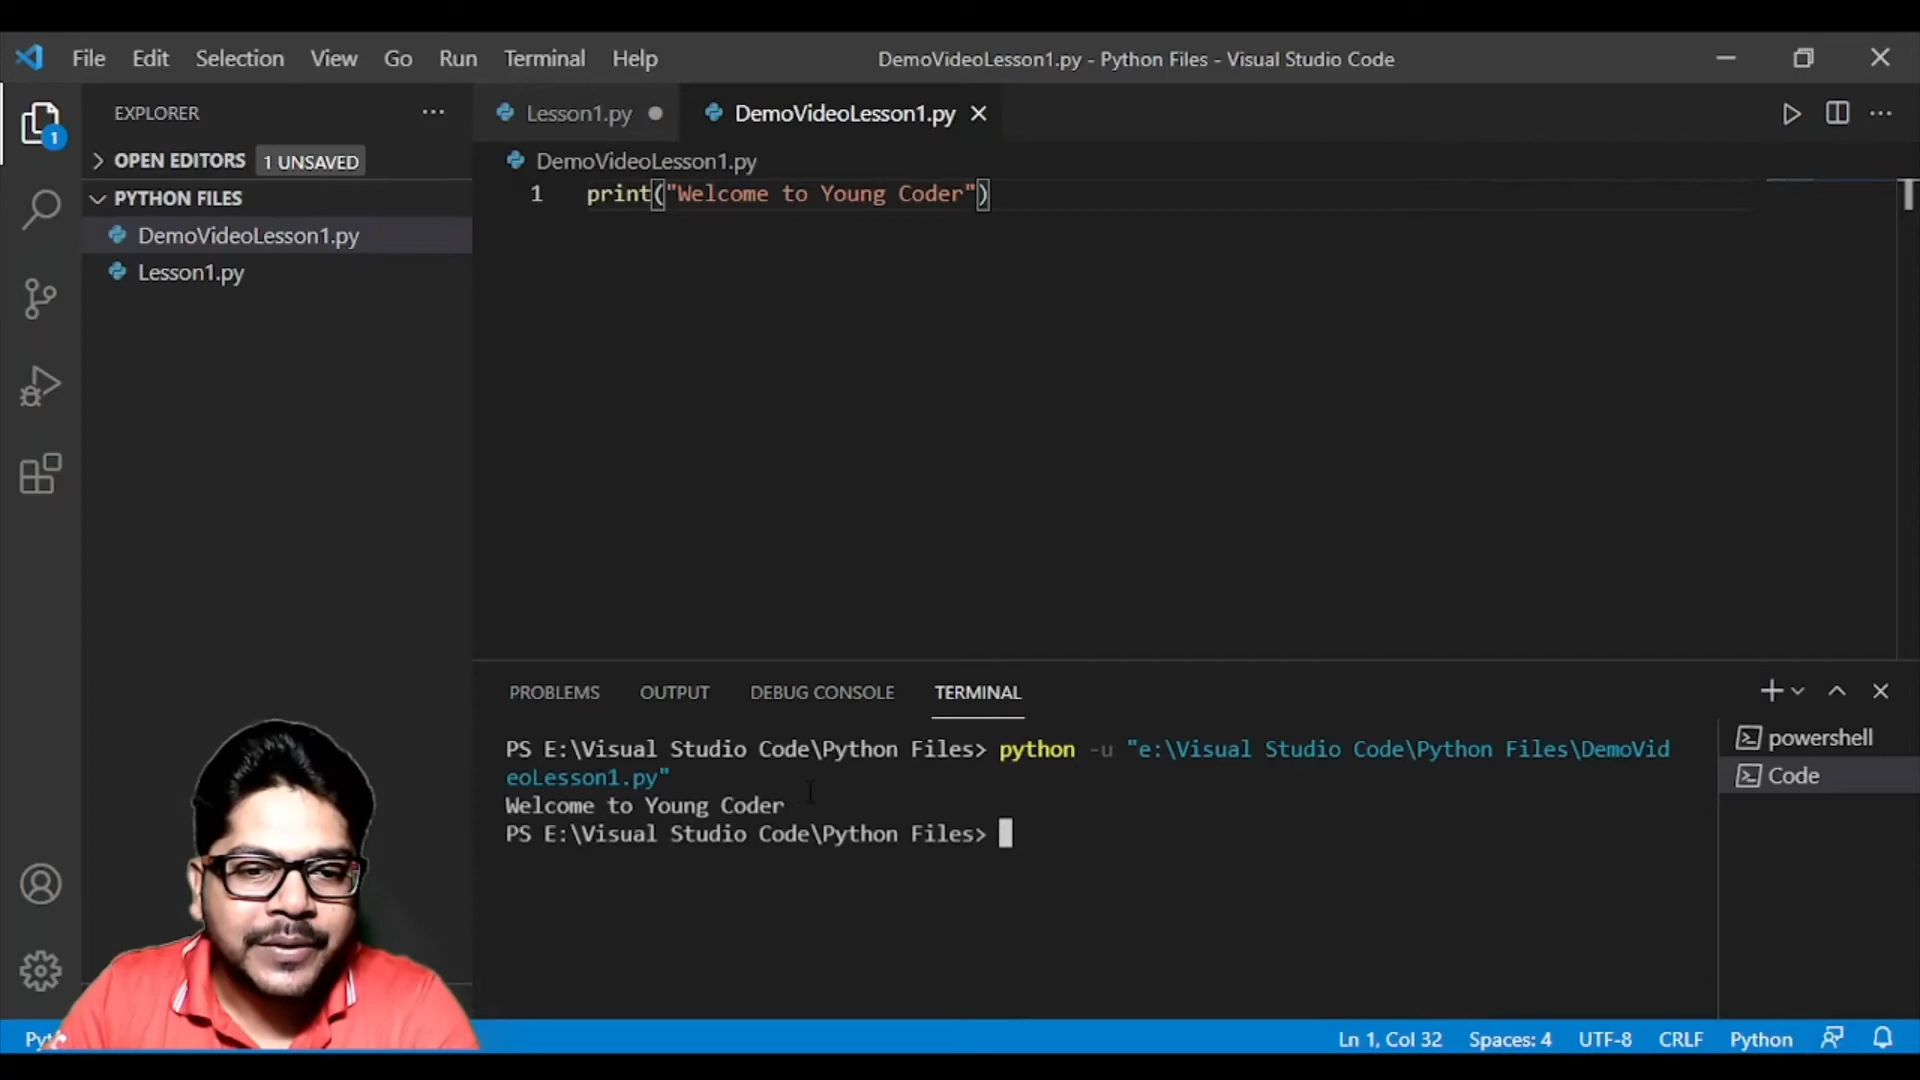 File Edit Selection View Go Run Terminal Help DemoVideoLesson1.py - Python Files - Visual Studio Code
EXPLORER
Lesson1.py DemoVideoLesson1.py
1
OPEN EDITORS 1 UNSAVED
DemoVideoLesson1.py
PYTHON FILES
1 print("Welcome to Young Coder")
DemoVideoLesson1.py
Lesson1.py
PROBLEMS OUTPUT DEBUG CONSOLE TERMINAL
PS E:\Visual Studio Code\Python Files> python -u "e:\Visual Studio Code\Python Files\DemoVid
eoLesson1.py"
Welcome to Young Coder
PS E:\Visual Studio Code\Python Files>
powershell
Code
Ln 1, Col 32 Spaces: 4 UTF-8 CRLF Python